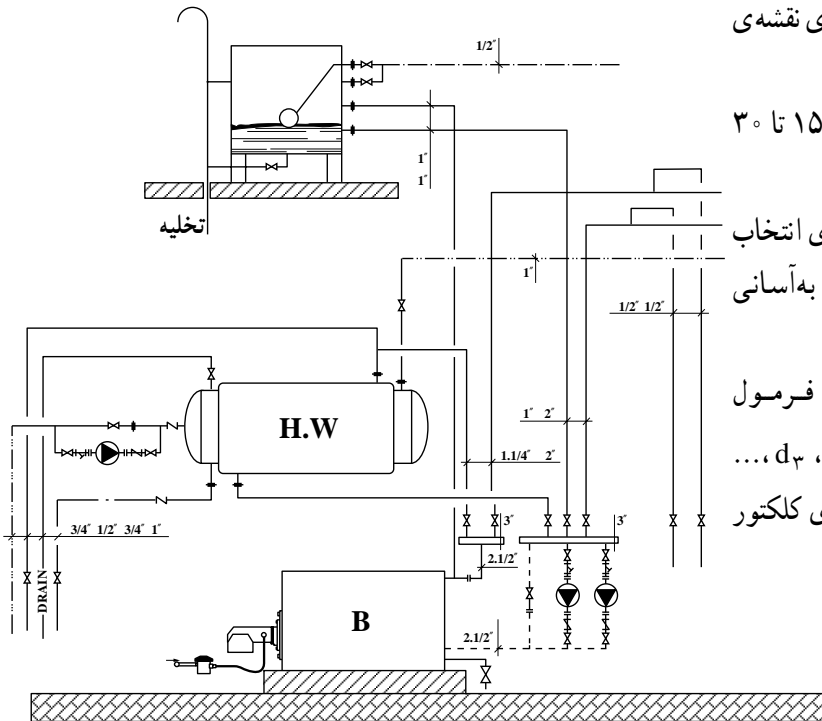 ی نقشه‌ی
1/2"
۱۵ تا ۳۰
1"
1"
تخلیه
ی انتخاب
به‌آسانی
1"
1/2" 1/2"
فـرمـول
H.W
1" 2"
1.1/4" 2"
...، d₃ ،
ی کلکتور
3"
3"
3/4" 1/2" 3/4" 1"
2.1/2"
DRAIN
B
2.1/2"